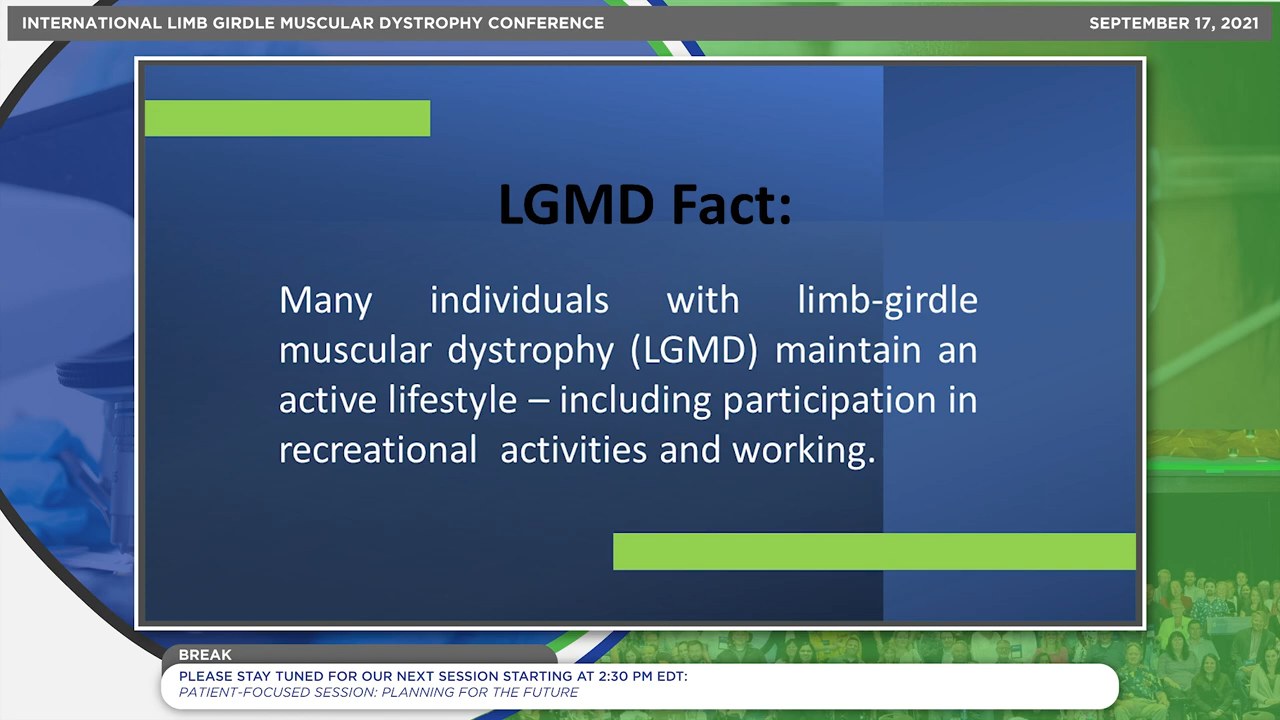 INTERNATIONAL LIMB GIRDLE MUSCULAR DYSTROPHY CONFERENCE
SEPTEMBER 17, 2021
LGMD Fact:
Many individuals with limb-girdle
muscular dystrophy (LGMD) maintain an
active lifestyle – including participation in
recreational activities and working.
BREAK
PLEASE STAY TUNED FOR OUR NEXT SESSION STARTING AT 2:30 PM EDT:
PATIENT-FOCUSED SESSION: PLANNING FOR THE FUTURE